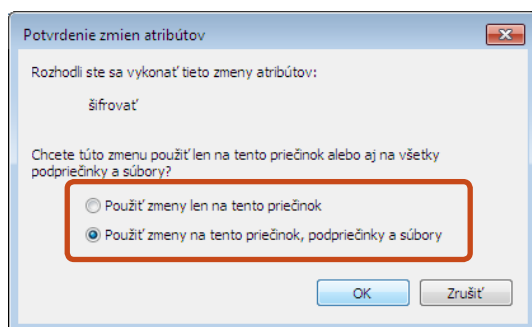 Potvrdenie zmien atribútov
Rozhodli ste sa vykonať tieto zmeny atribútov:
šifrovať
Chcete túto zmenu použiť len na tento priečinok alebo aj na všetky
podpriečinky a súbory?
Použiť zmeny len na tento priečinok
Použiť zmeny na tento priečinok, podpriečinky a súbory
OK
Zrušiť